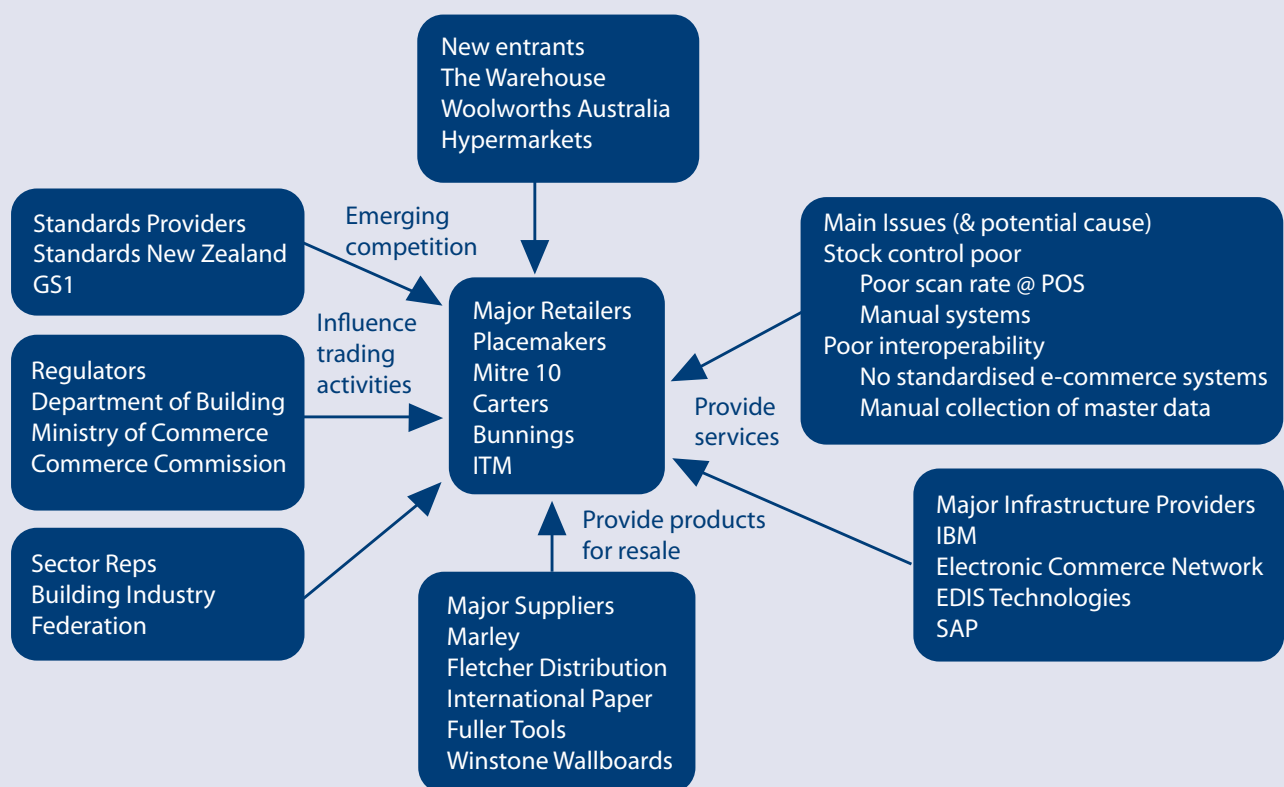 New entrants
The Warehouse
Woolworths Australia
Hypermarkets
Standards Providers
Standards New Zealand
GS1
Emerging
competition
Main Issues (& potential cause)
Stock control poor
Poor scan rate @ POS
Manual systems
Poor interoperability
No standardised e-commerce systems
Manual collection of master data
Influence
trading
activities
Major Retailers
Placemakers
Mitre 10
Carters
Bunnings
ITM
Regulators
Department of Building
Ministry of Commerce
Commerce Commission
Provide
services
Sector Reps
Building Industry
Federation
Provide products
for resale
Major Infrastructure Providers
IBM
Electronic Commerce Network
EDIS Technologies
SAP
Major Suppliers
Marley
Fletcher Distribution
International Paper
Fuller Tools
Winstone Wallboards